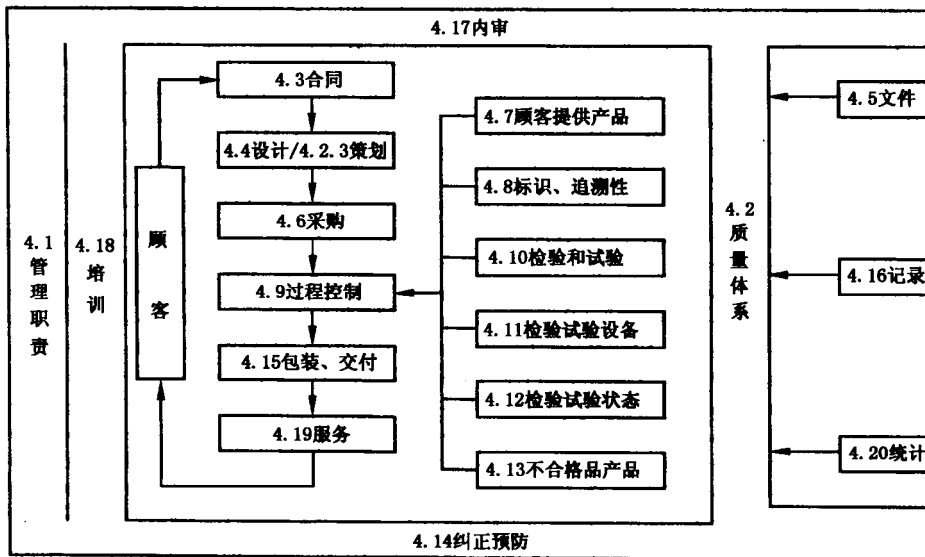 4.17内审
4.1
管
理
职
责
4.18
培
训
顾
客
4.3合同
4.4设计/4.2.3策划
4.6采购
4.9过程控制
4.15包装、交付
4.19服务
4.7顾客提供产品
4.8标识、追溯性
4.10检验和试验
4.11检验试验设备
4.12检验试验状态
4.13不合格品产品
4.2
质
量
体
系
4.5文件
4.16记录
4.20统计
4.14纠正预防